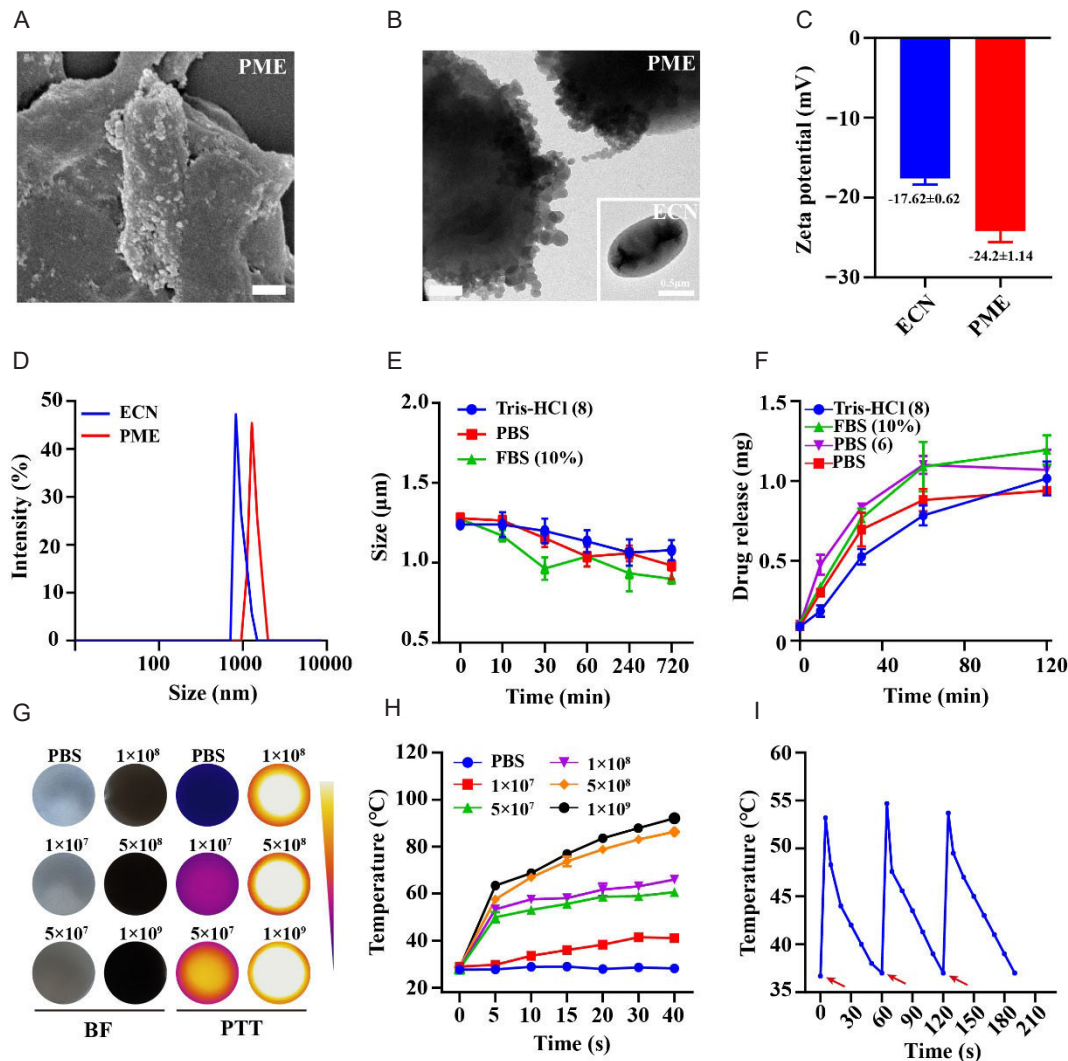 A
PME
B
PME
ECN
0.5μm
C
Zeta potential (mV)
0
−10
−20
−30
-17.62±0.62
-24.2±1.14
ECN
PME
D
ECN
PME
Intensity (%)
50
40
30
20
10
0
100
1000
10000
Size (nm)
E
Tris-HCl (8)
PBS
FBS (10%)
Size (μm)
2.0
1.5
1.0
0.5
0 10 30 60 240 720
Time (min)
F
Tris-HCl (8)
FBS (10%)
PBS (6)
PBS
Drug release (mg)
1.5
1.0
0.5
0
0 40 80 120
Time (min)
G
PBS 1×10⁸ PBS 1×10⁸
1×10⁷ 5×10⁸ 1×10⁷ 5×10⁸
5×10⁷ 1×10⁹ 5×10⁷ 1×10⁹
BF PTT
H
PBS
1×10⁷
5×10⁷
1×10⁸
5×10⁸
1×10⁹
Temperature (°C)
120
100
80
60
40
20
0 5 10 15 20 30 40
Time (s)
I
Temperature (°C)
60
55
50
45
40
35
0 30 60 90 120 150 180 210
Time (s)